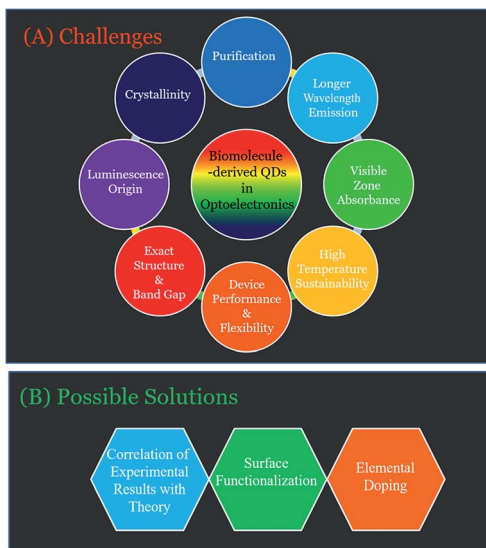 (A) Challenges
Purification
Longer
Wavelength
Emission
Visible
Zone
Absorbance
High
Temperature
Sustainability
Device
Performance
&
Flexibility
Exact
Structure
&
Band Gap
Luminescence
Origin
Crystallinity
Biomolecule
-derived QDs
in
Optoelectronics
(B) Possible Solutions
Correlation of
Experimental
Results with
Theory
Surface
Functionalization
Elemental
Doping